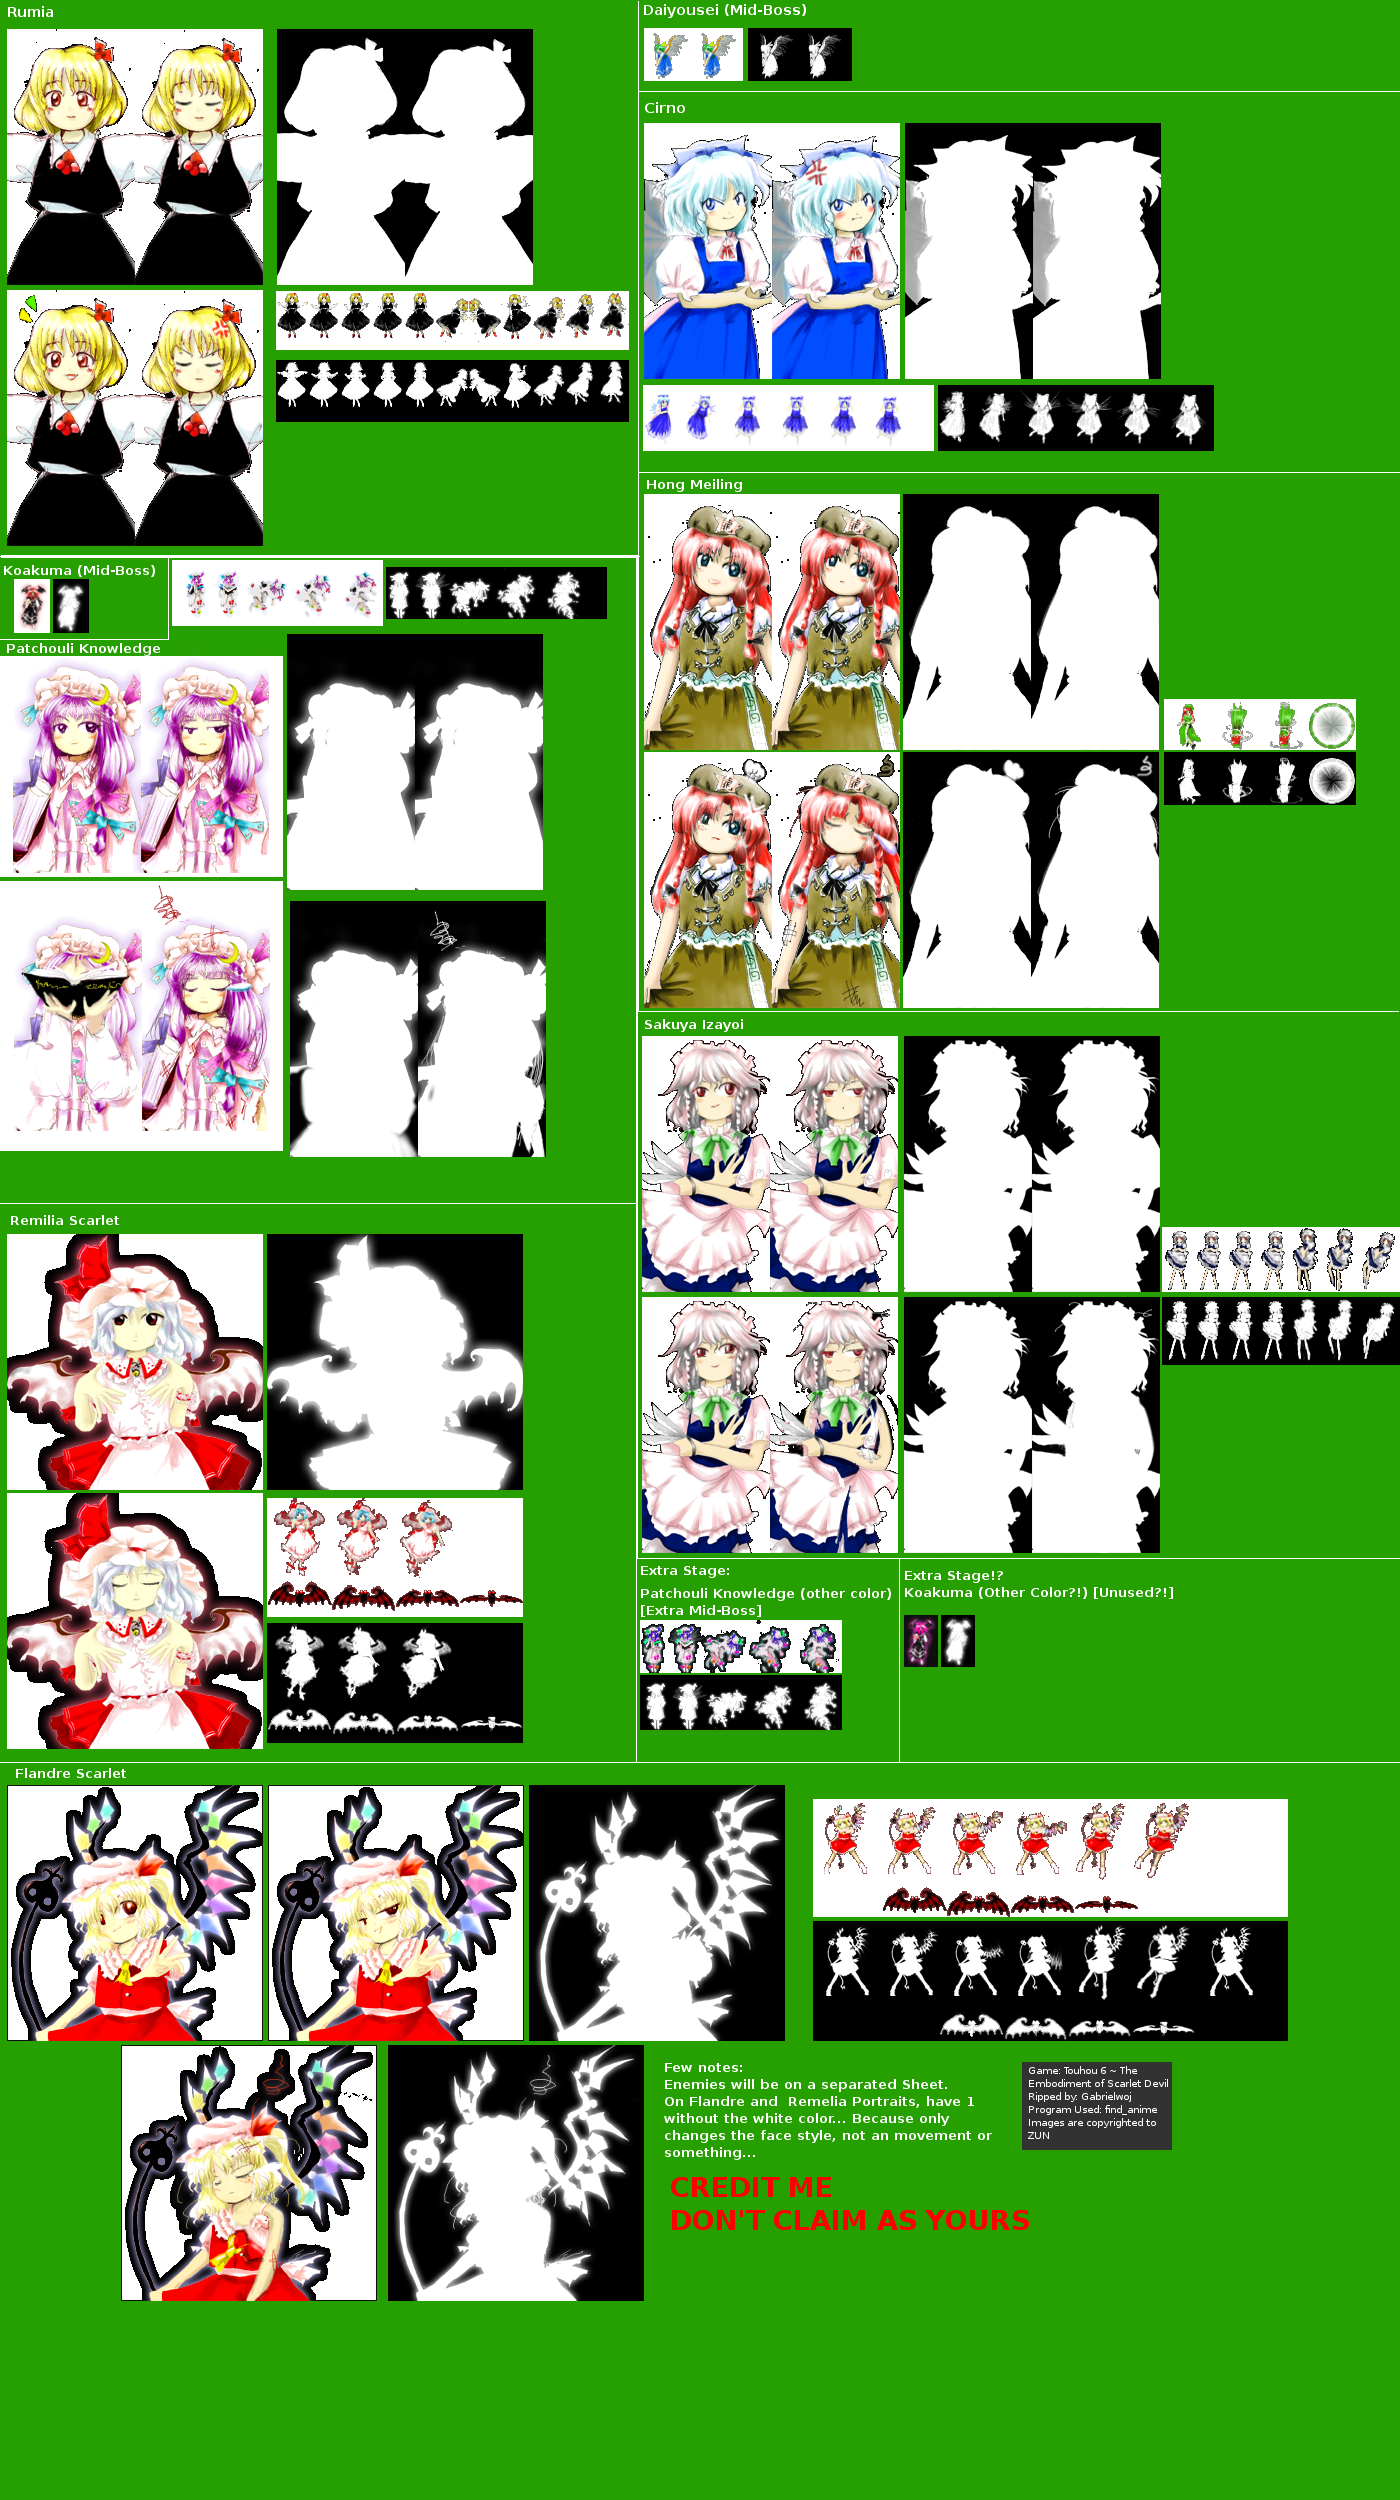 Rumia
Daiyousei (Mid-Boss)
Cirno
Hong Meiling
Koakuma (Mid-Boss)
Patchouli Knowledge
Sakuya Izayoi
Remilia Scarlet
Extra Stage:
Patchouli Knowledge (other color)
[Extra Mid-Boss]
Extra Stage!?
Koakuma (Other Color?!) [Unused?!]
Flandre Scarlet
Few notes:
Enemies will be on a separated Sheet.
On Flandre and  Remelia Portraits, have 1
without the white color... Because only
changes the face style, not an movement or
something...
CREDIT ME
DON'T CLAIM AS YOURS
Game: Touhou 6 ~ The
Embodiment of Scarlet Devil
Ripped by: Gabrielwoj
Program Used: find_anime
Images are copyrighted to
ZUN